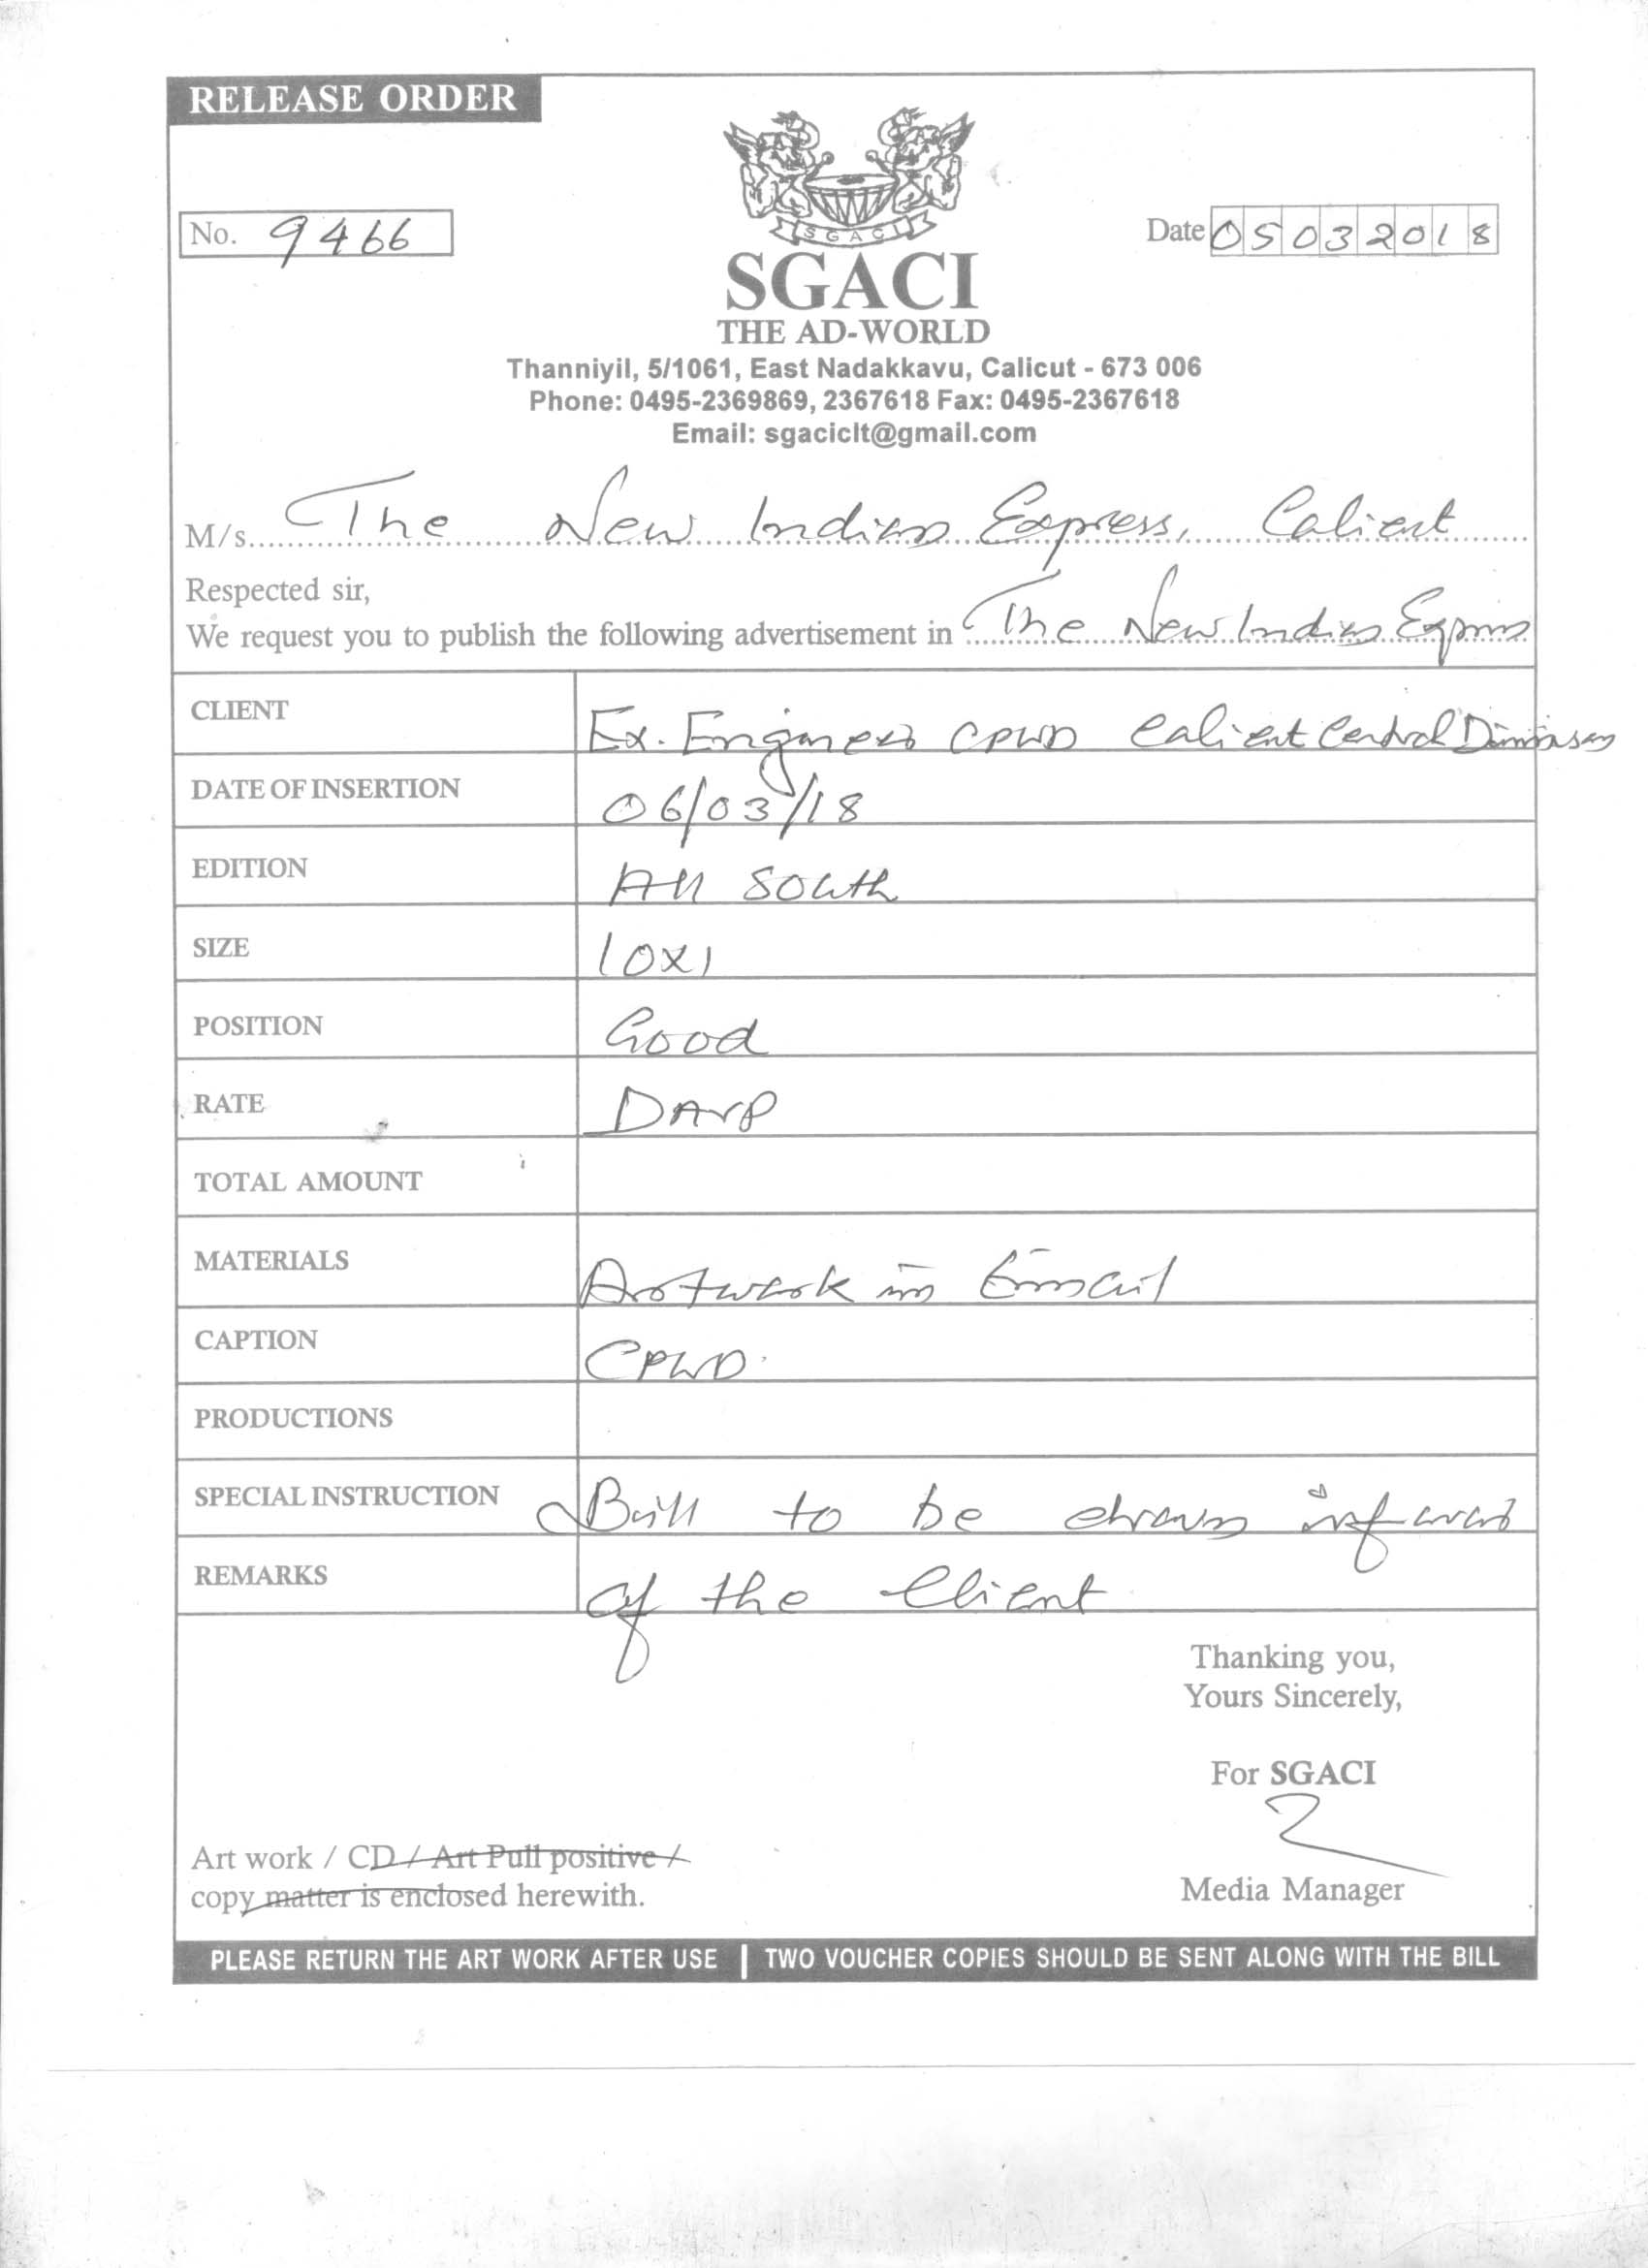 RELEASE ORDER
No. 9466
SGACI
Date 05032018
SGACI
THE AD-WORLD
Thanniyil, 5/1061, East Nadakkavu, Calicut - 673 006
Phone: 0495-2369869, 2367618 Fax: 0495-2367618
Email: sgaciclt@gmail.com
M/s. The New Indian Express, Calicut
Respected sir,
We request you to publish the following advertisement in The New Indian Express
CLIENT Ex. Engineer CPWD Calicut Central Division
DATE OF INSERTION 06/03/18
EDITION All South
SIZE 10x1
POSITION Good
RATE DAVP
TOTAL AMOUNT
MATERIALS Artwork in Email
CAPTION CPWD
PRODUCTIONS
SPECIAL INSTRUCTION Bill to be drawn in
REMARKS of the Client
Thanking you,
Yours Sincerely,
For SGACI
Art work / CD / Art Pull positive /
copy matter is enclosed herewith.
Media Manager
PLEASE RETURN THE ART WORK AFTER USE | TWO VOUCHER COPIES SHOULD BE SENT ALONG WITH THE BILL